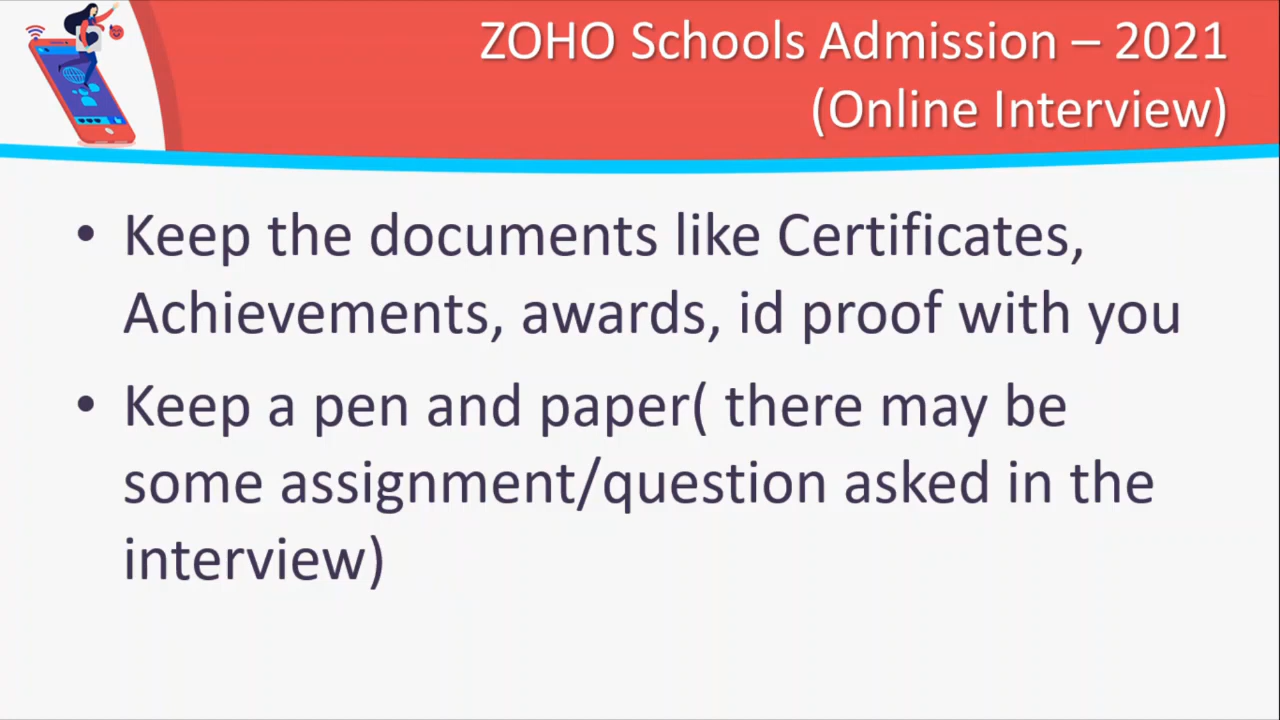 ZOHO Schools Admission – 2021
(Online Interview)
• Keep the documents like Certificates,
Achievements, awards, id proof with you
• Keep a pen and paper( there may be
some assignment/question asked in the
interview)